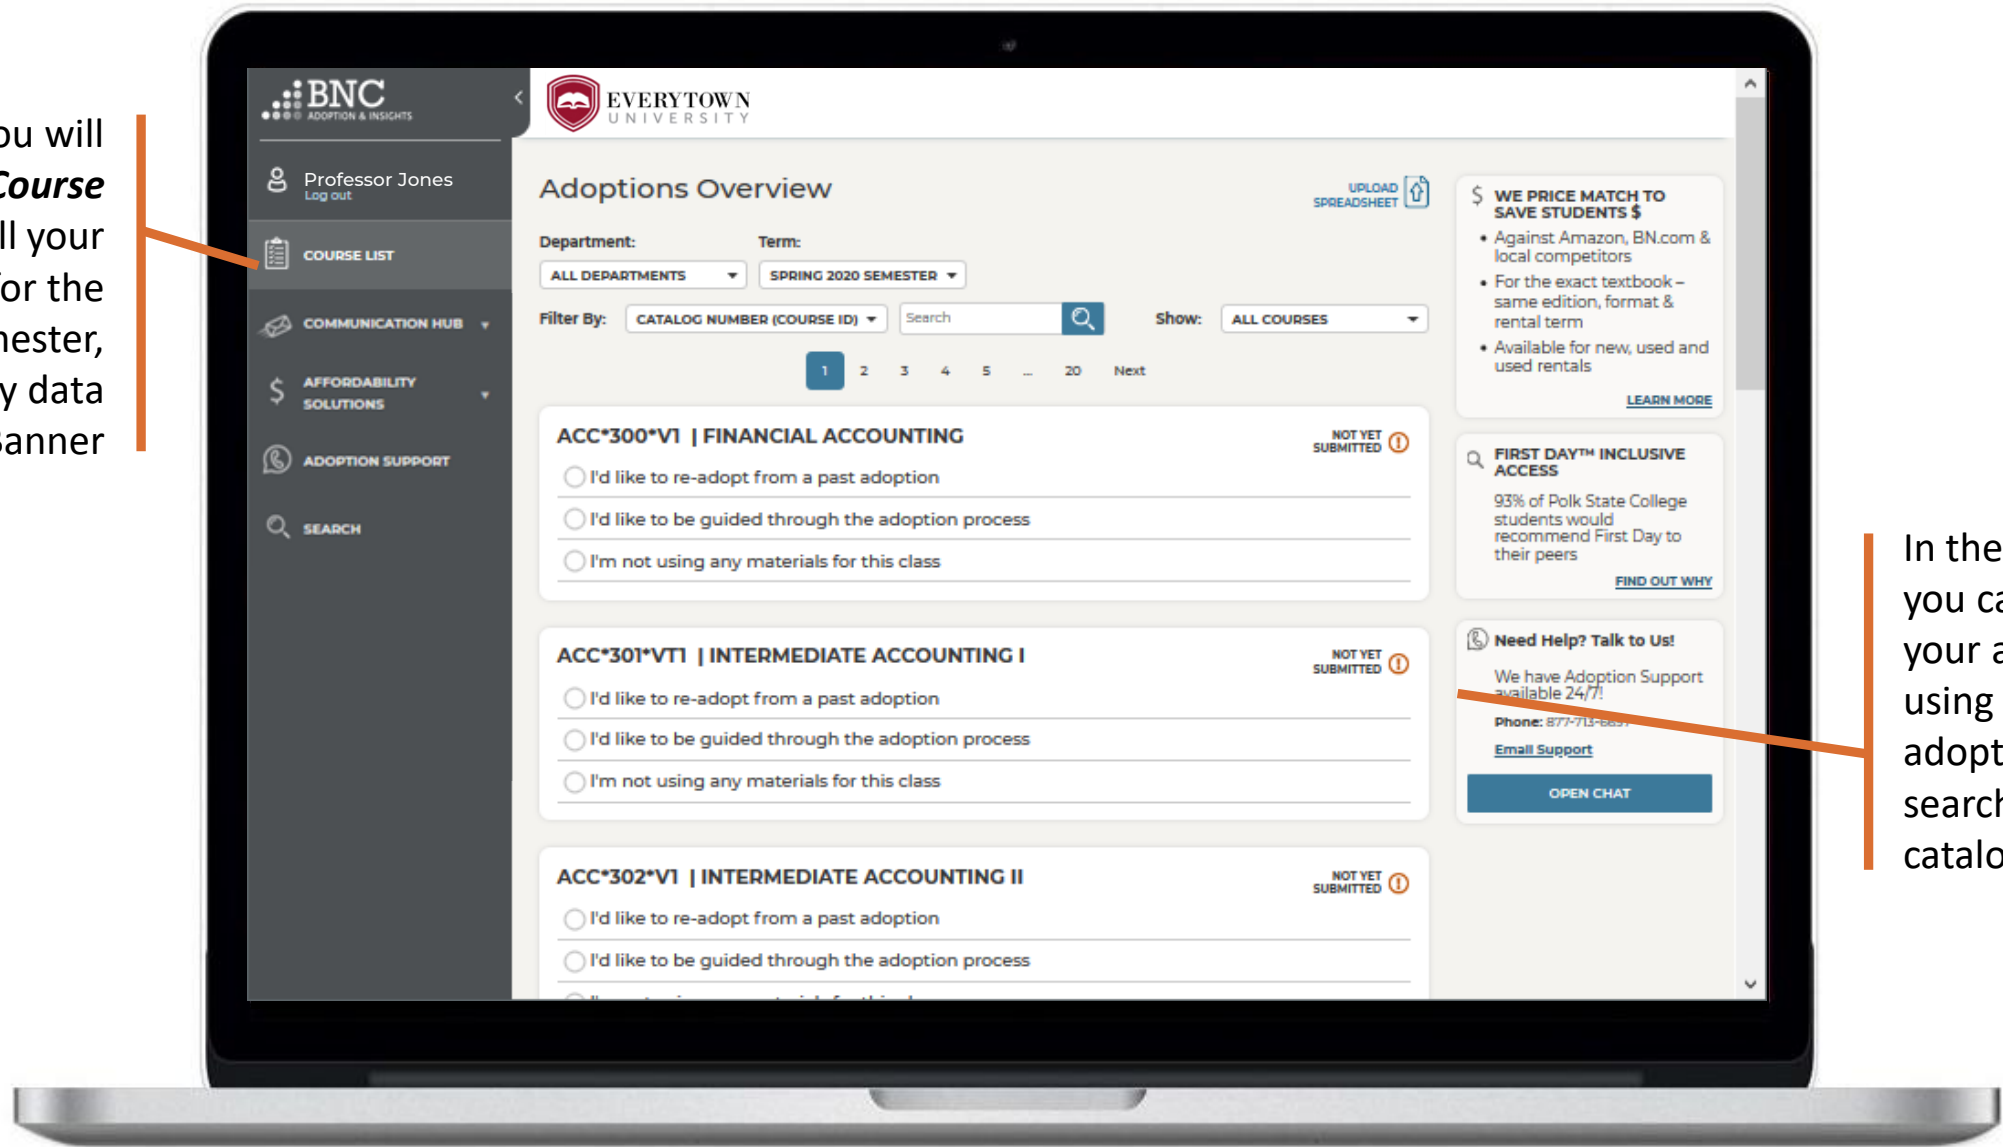 you will
Course
all your
for the
y data
Banner
BNC
ADOPTION & INSIGHTS
Professor Jones
Log out
COURSE LIST
COMMUNICATION HUB
AFFORDABILITY
SOLUTIONS
ADOPTION SUPPORT
SEARCH
EVERYTOWN
UNIVERSITY
Adoptions Overview
UPLOAD
SPREADSHEET
Department: Term:
ALL DEPARTMENTS SPRING 2020 SEMESTER
Filter By: CATALOG NUMBER (COURSE ID) Search Show: ALL COURSES
1 2 3 4 5 ... 20 Next
ACC*300*V1 | FINANCIAL ACCOUNTING
NOT YET
SUBMITTED
I'd like to re-adopt from a past adoption
I'd like to be guided through the adoption process
I'm not using any materials for this class
ACC*301*VT1 | INTERMEDIATE ACCOUNTING I
NOT YET
SUBMITTED
I'd like to re-adopt from a past adoption
I'd like to be guided through the adoption process
I'm not using any materials for this class
ACC*302*V1 | INTERMEDIATE ACCOUNTING II
NOT YET
SUBMITTED
I'd like to re-adopt from a past adoption
I'd like to be guided through the adoption process
$ WE PRICE MATCH TO
SAVE STUDENTS $
• Against Amazon, BN.com &
local competitors
• For the exact textbook –
same edition, format &
rental term
• Available for new, used and
used rentals
LEARN MORE
FIRST DAY™ INCLUSIVE
ACCESS
93% of Polk State College
students would
recommend First Day to
their peers
FIND OUT WHY
Need Help? Talk to Us!
We have Adoption Support
available 24/7!
Phone: 877-713-
Email Support
OPEN CHAT
In the
you ca
your a
using
adopt
search
catalo